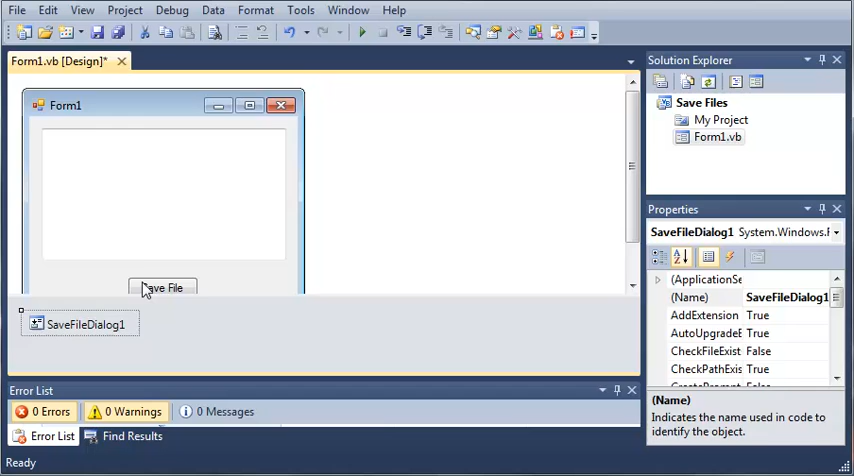 File Edit View Project Debug Data Format Tools Window Help
Form1.vb [Design]*
Form1
Save File
SaveFileDialog1
Solution Explorer
Save Files
My Project
Form1.vb
Properties
SaveFileDialog1 System.Windows.F
(ApplicationSe
(Name) SaveFileDialog1
AddExtension True
AutoUpgradeE True
CheckFileExist False
CheckPathExis True
CreatePrompt False
(Name)
Indicates the name used in code to
identify the object.
Error List
0 Errors 0 Warnings 0 Messages
Error List Find Results
Ready